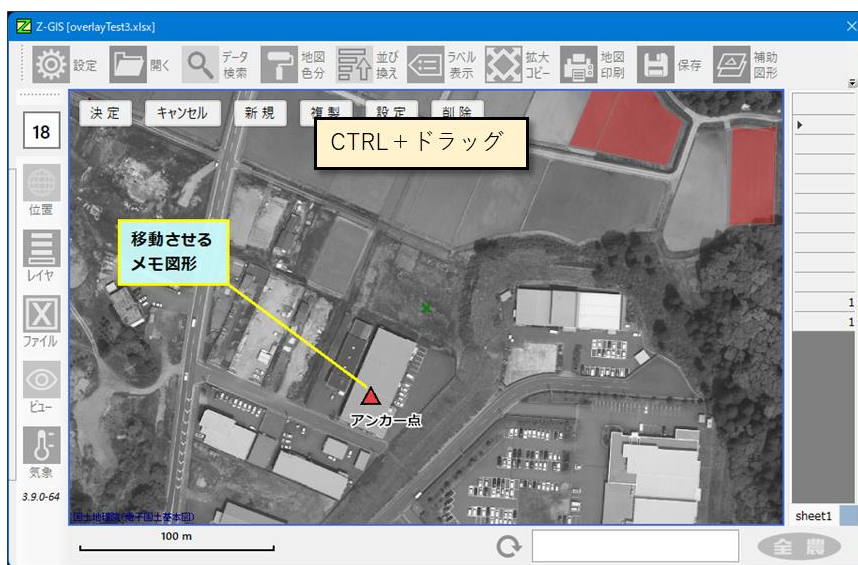 Z-GIS [overlayTest3.xlsx]
設定
開く
データ
検索
地図
色分
並び
換え
ラベル
表示
拡大
コピー
地図
印刷
保存
補助
図形
決定 キャンセル 新規 複製 設定 削除
CTRL＋ドラッグ
18
位置
レイヤ
ファイル
ビュー
気象
3.9.0-64
移動させる
メモ図形
アンカー点
1
1
国土地理院(電子国土基本図)
sheet1
100 m
全農